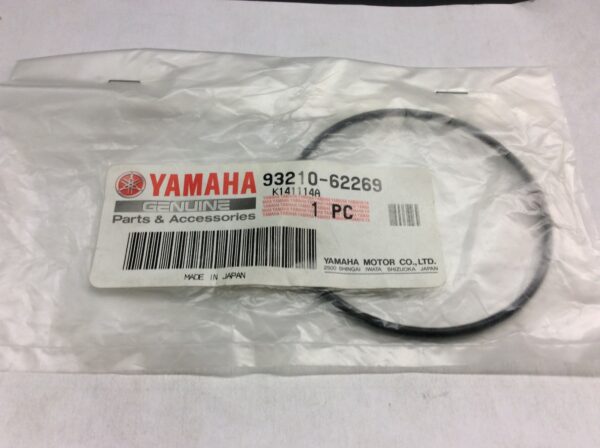 YAMAHA
GENUINE
Parts & Accessories
93210-62269
K141114A
1 PC
MADE IN JAPAN
YAMAHA MOTOR CO.,LTD.
2500 SHINGAI IWATA SHIZUOKA JAPAN